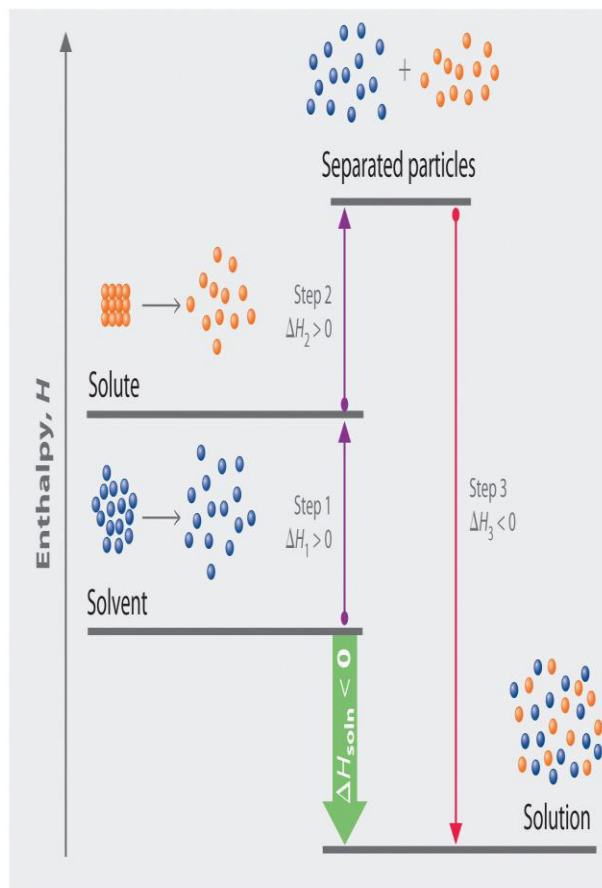 +
Separated particles
Step 2
ΔH₂ > 0
Solute
Step 1
ΔH₁ > 0
Solvent
Step 3
ΔH₃ < 0
ΔHsoln < 0
Solution
Enthalpy, H